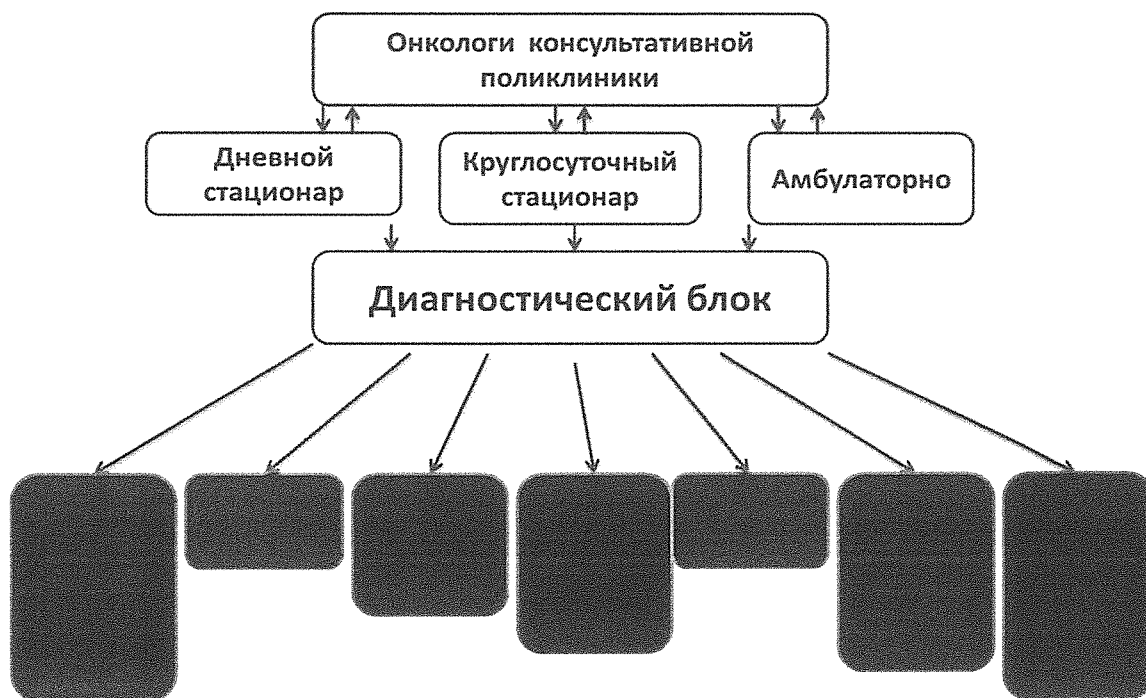 Онкологи консультативной
поликлиники
Дневной
стационар
Круглосуточный
стационар
Амбулаторно
Диагностический блок